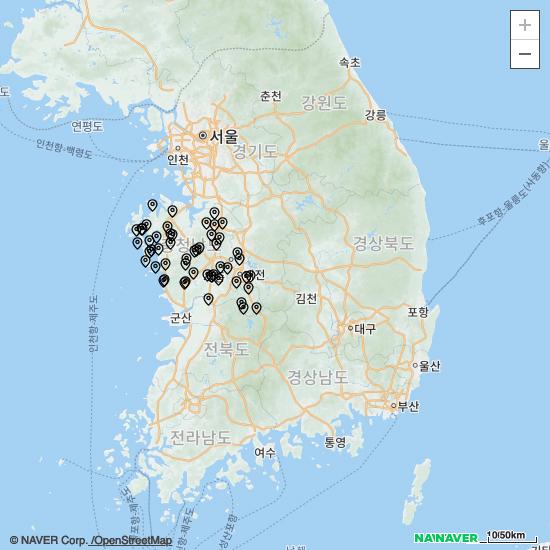 +
−
속초
춘천
강원도
강릉
도
연평도
서울
인천항-백령도
인천
경기도
울
후포항-울릉도(사동항)
경상북도
대전
인천항-제주도
김천
군산
포항
대구
전라북도
울산
경상남도
부산
전라남도
통영
여수
© NAVER Corp. /OpenStreetMap
NAVER
10/50km